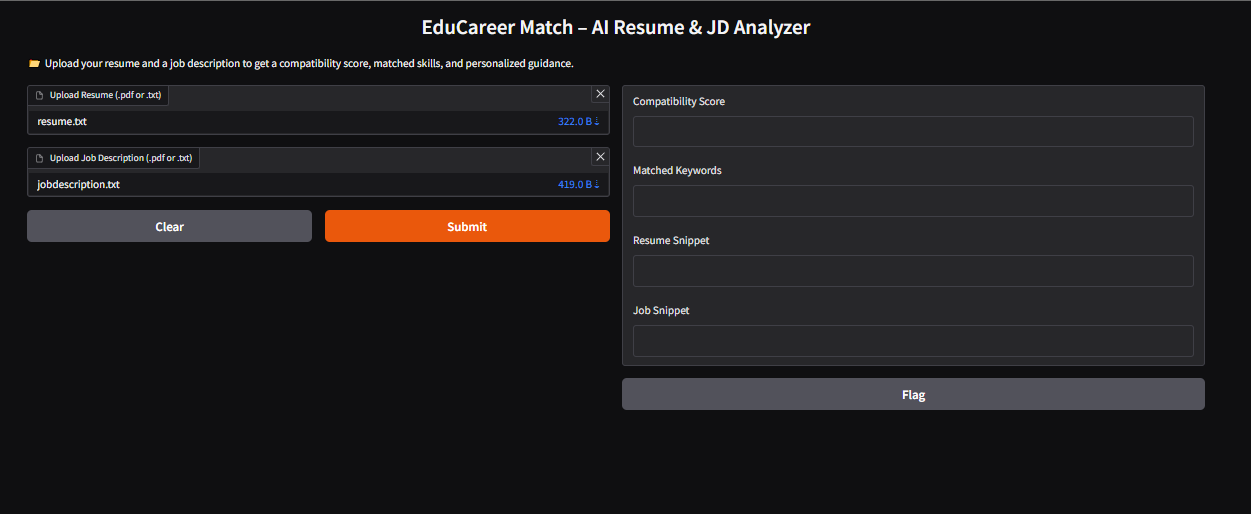 EduCareer Match – AI Resume & JD Analyzer
📂 Upload your resume and a job description to get a compatibility score, matched skills, and personalized guidance.
Upload Resume (.pdf or .txt)
resume.txt 322.0 B ⇣
Upload Job Description (.pdf or .txt)
jobdescription.txt 419.0 B ⇣
Clear Submit
Compatibility Score
Matched Keywords
Resume Snippet
Job Snippet
Flag